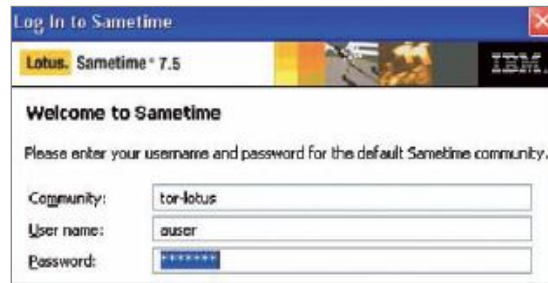 Log In to Sametime
Lotus. Sametime® 7.5
IBM.
Welcome to Sametime
Please enter your username and password for the default Sametime community.
Community: tor-lotus
User name: auser
Password: *******